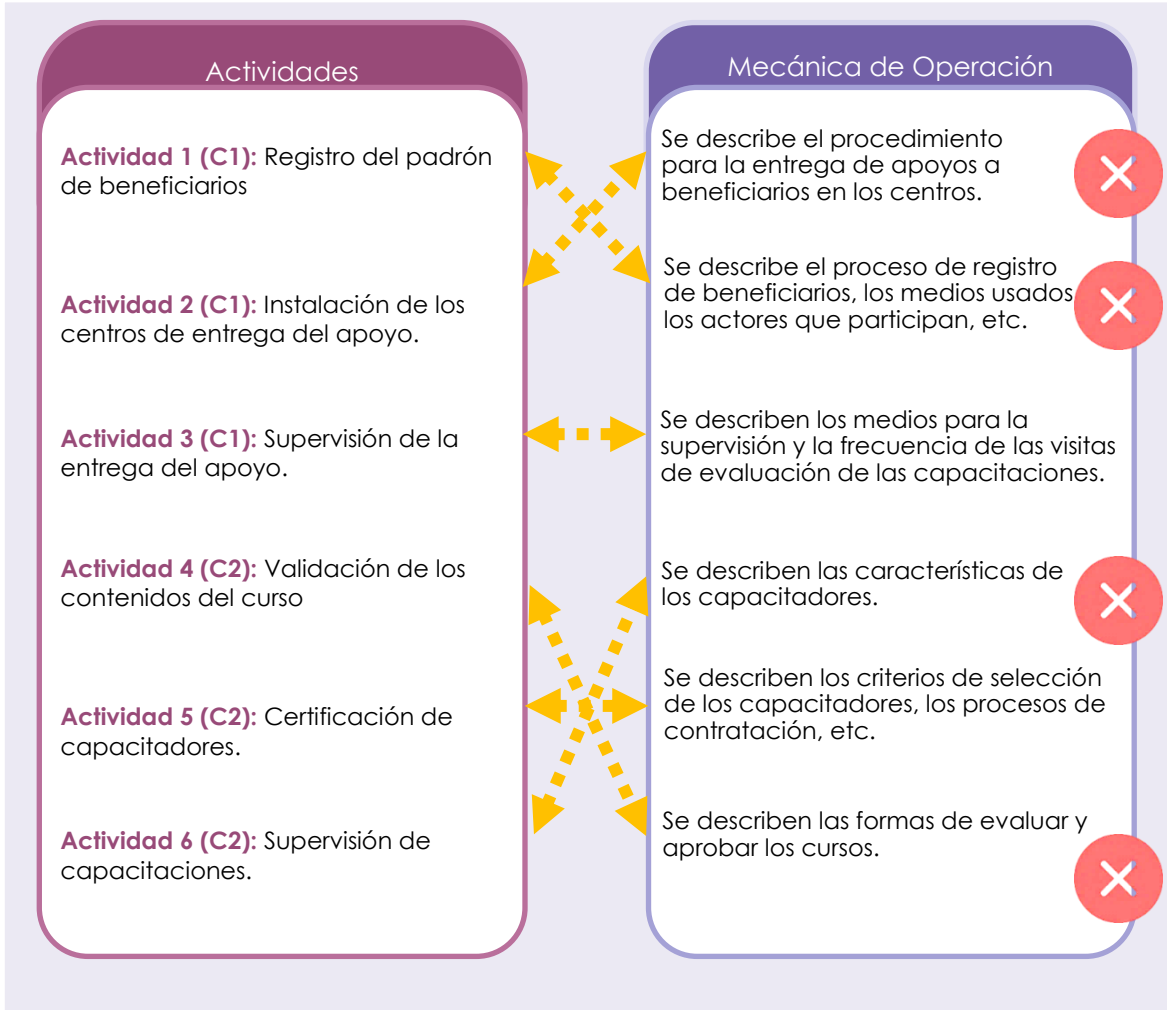 Actividades
Actividad 1 (C1): Registro del padrón
de beneficiarios
Actividad 2 (C1): Instalación de los
centros de entrega del apoyo.
Actividad 3 (C1): Supervisión de la
entrega del apoyo.
Actividad 4 (C2): Validación de los
contenidos del curso
Actividad 5 (C2): Certificación de
capacitadores.
Actividad 6 (C2): Supervisión de
capacitaciones.
Mecánica de Operación
Se describe el procedimiento
para la entrega de apoyos a
beneficiarios en los centros.
Se describe el proceso de registro
de beneficiarios, los medios usados
los actores que participan, etc.
Se describen los medios para la
supervisión y la frecuencia de las visitas
de evaluación de las capacitaciones.
Se describen las características de
los capacitadores.
Se describen los criterios de selección
de los capacitadores, los procesos de
contratación, etc.
Se describen las formas de evaluar y
aprobar los cursos.